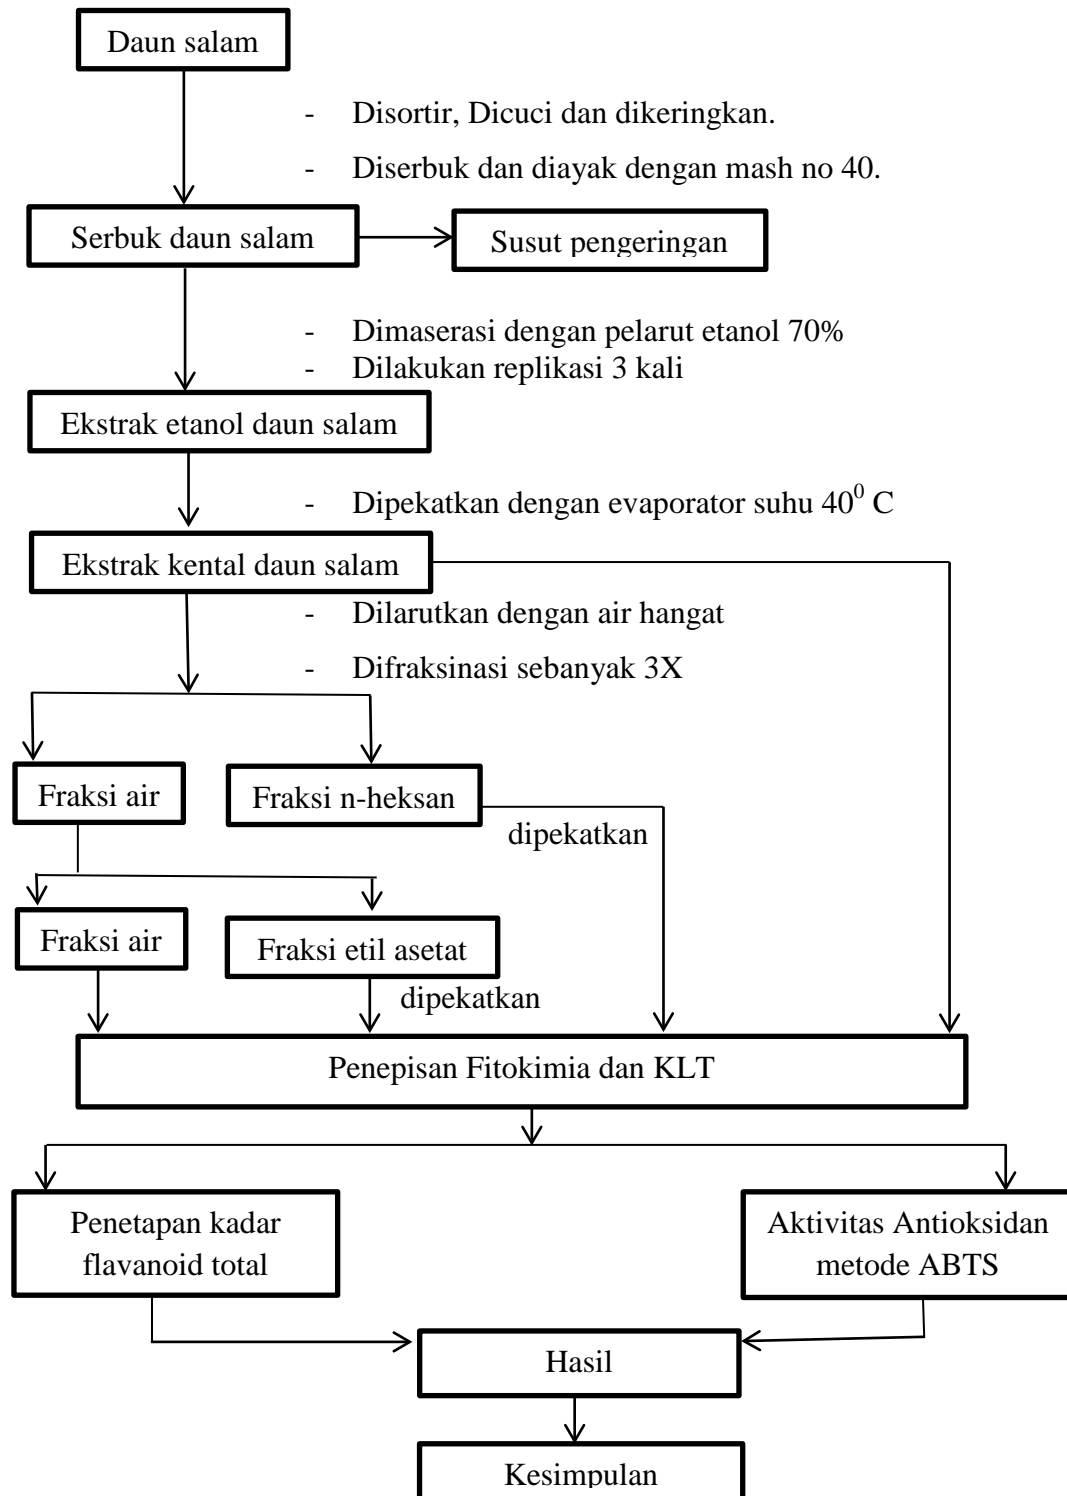 Daun salam
- Disortir, Dicuci dan dikeringkan.
- Diserbuk dan diayak dengan mash no 40.
Serbuk daun salam
Susut pengeringan
- Dimaserasi dengan pelarut etanol 70%
- Dilakukan replikasi 3 kali
Ekstrak etanol daun salam
- Dipekatkan dengan evaporator suhu 40⁰ C
Ekstrak kental daun salam
- Dilarutkan dengan air hangat
- Difraksinasi sebanyak 3X
Fraksi air
Fraksi n-heksan
dipekatkan
Fraksi air
Fraksi etil asetat
dipekatkan
Penepisan Fitokimia dan KLT
Penetapan kadar
flavanoid total
Aktivitas Antioksidan
metode ABTS
Hasil
Kesimpulan